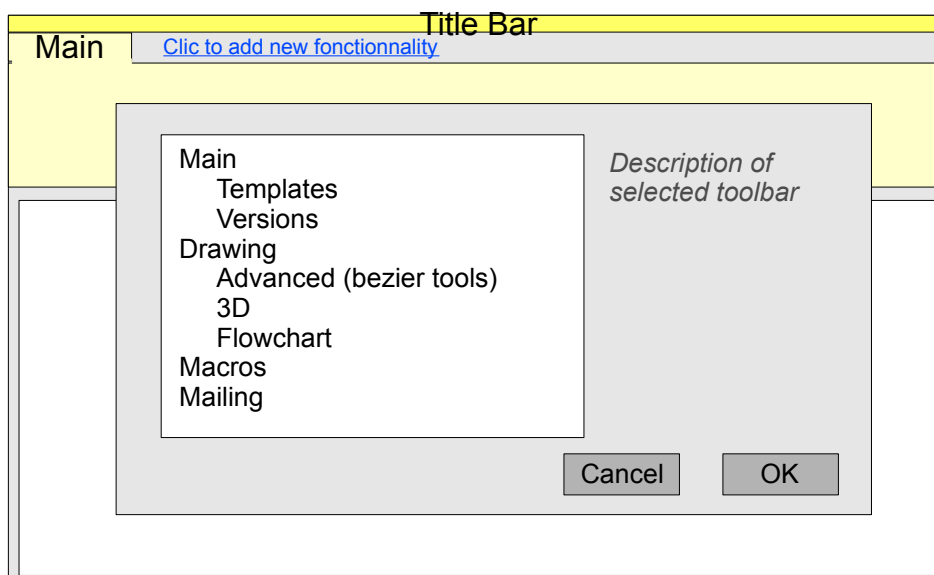 Title Bar
Main
Clic to add new fonctionnality
Main
Templates
Versions
Drawing
Advanced (bezier tools)
3D
Flowchart
Macros
Mailing
Description of
selected toolbar
Cancel
OK